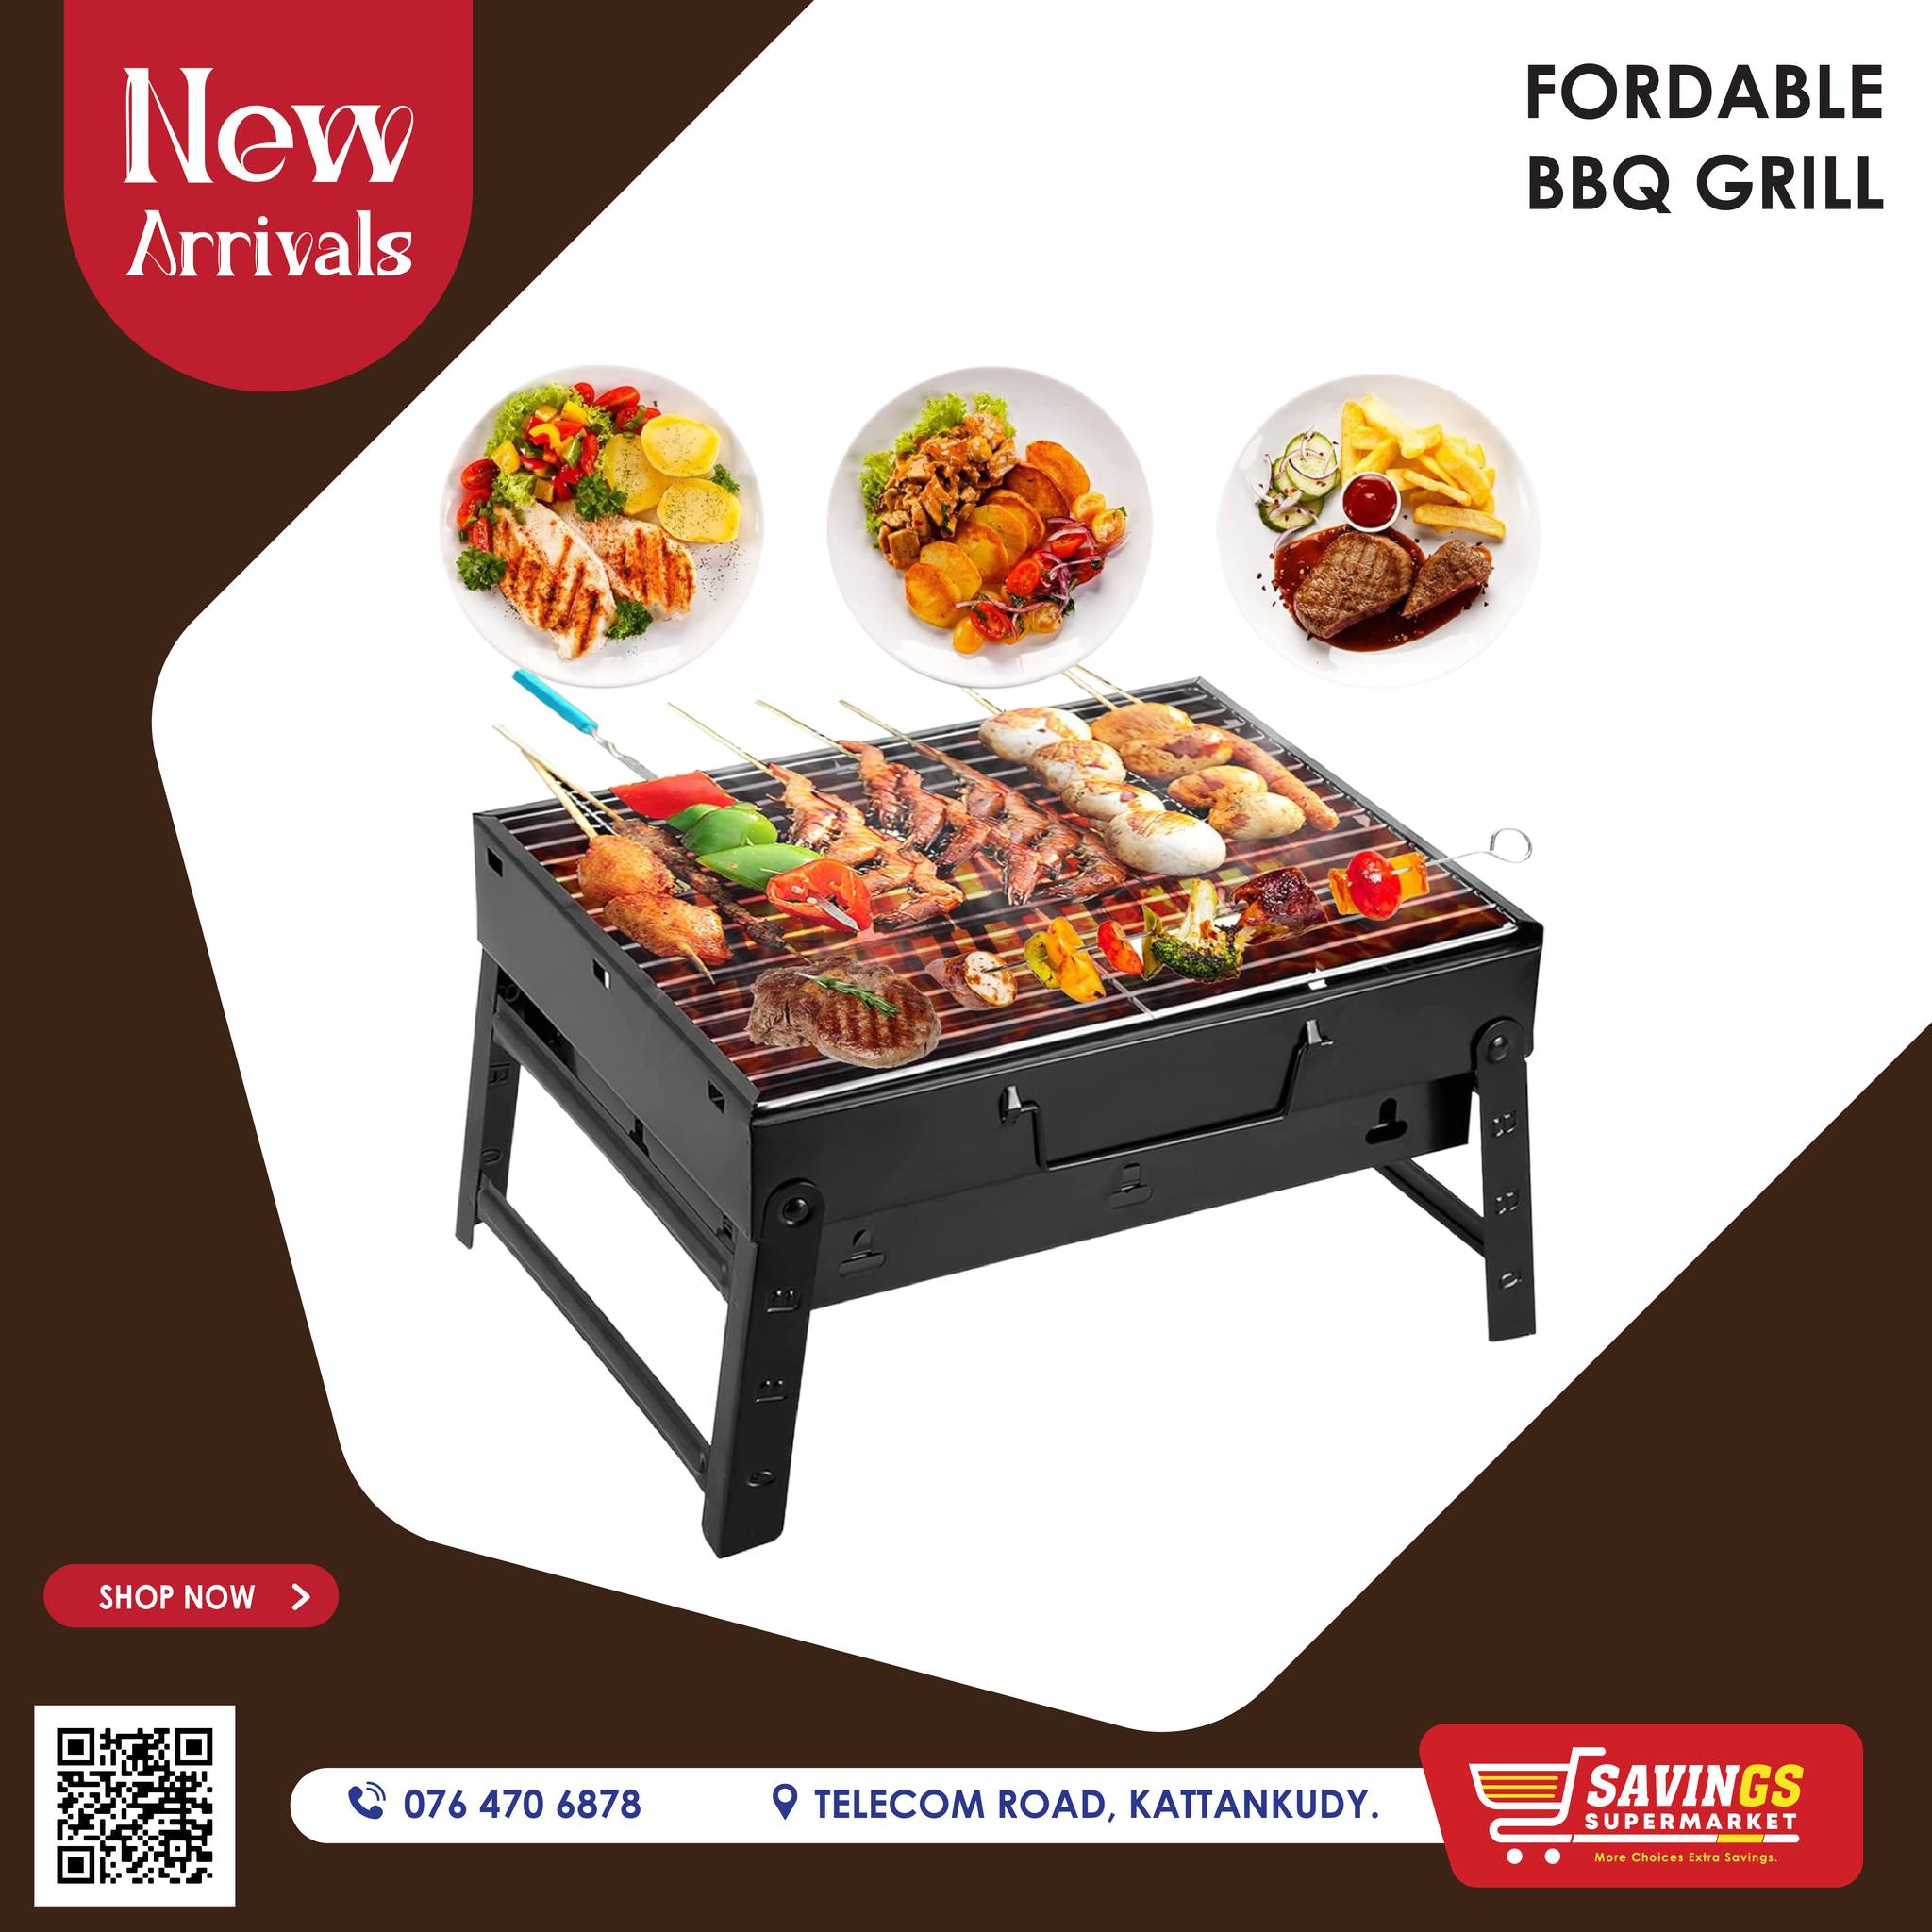 New
Arrivals
FORDABLE
BBQ GRILL
SHOP NOW
076 470 6878
TELECOM ROAD, KATTANKUDY.
SAVINGS
SUPERMARKET
More Choices Extra Savings.